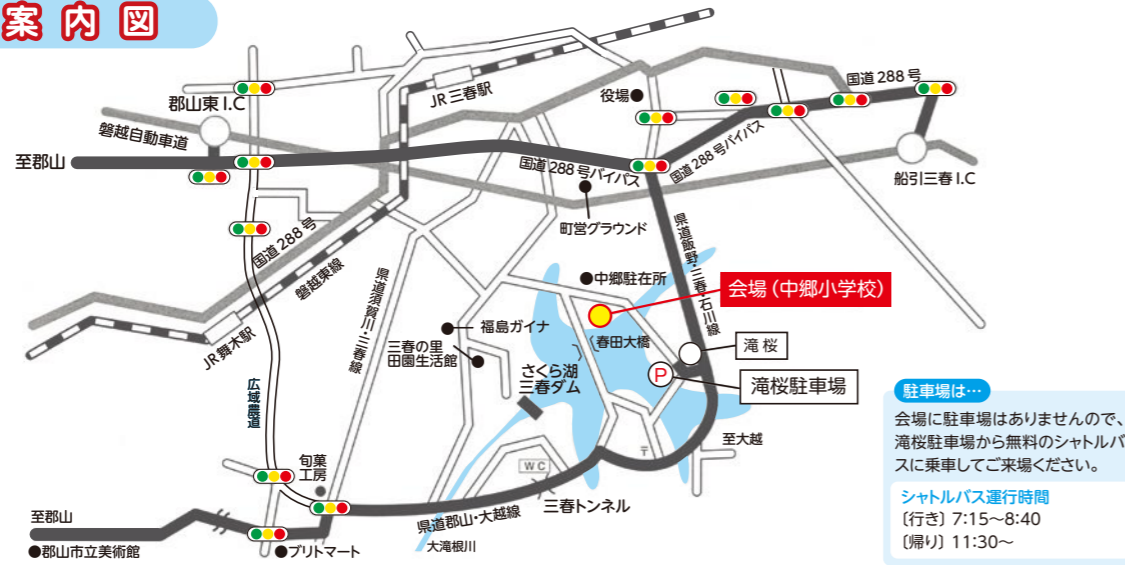 案内図
国道288号
JR三春駅
役場
郡山東I.C
磐越自動車道
至郡山
国道288号バイパス
国道288号バイパス
船引三春I.C
町営グラウンド
国道288号
磐越東線
県道須賀川・三春線
県道飯野・三春・石川線
中郷駐在所
会場(中郷小学校)
JR舞木駅
福島ガイナ
春田大橋
滝桜
三春の里
田園生活館
さくら湖
三春ダム
P
滝桜駐車場
広域農道
駐車場は…
会場に駐車場はありませんので、
滝桜駐車場から無料のシャトルバ
スに乗車してご来場ください。
シャトルバス運行時間
〔行き〕7:15〜8:40
〔帰り〕11:30〜
至大越
〒
旬菓
工房
WC
三春トンネル
県道郡山・大越線
大滝根川
至郡山
郡山市立美術館
プリトマート